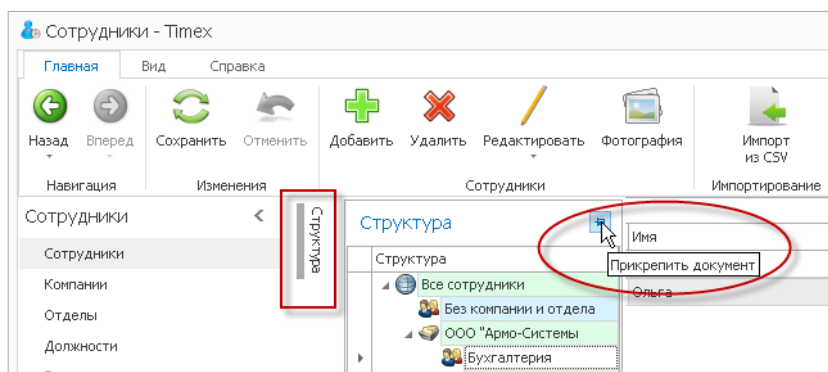 Сотрудники - Timex
Главная Вид Справка
Назад Вперед Сохранить Отменить Добавить Удалить Редактировать Фотография Импорт
из CSV
Навигация Изменения Сотрудники Импортирование
Сотрудники
Сотрудники
Компании
Отделы
Должности
Структура
Структура
Структура
Все сотрудники
Без компании и отдела
ООО "Армо-Системы
Бухгалтерия
Имя
Прикрепить документ
Ольга